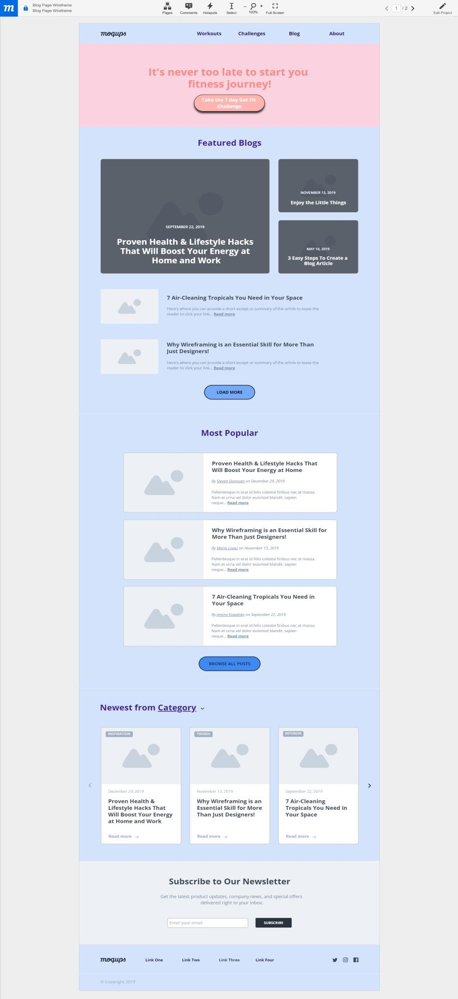 m
Blog Page Wireframe
Blog Page Wireframe
Pages
Comments
Hotspots
Select
− +
100%
Full Screen
1 / 2
Edit Project
moqups
Workouts
Challenges
Blog
About
It's never too late to start you
fitness journey!
Take the 7 day Get Fit
Challenge
Featured Blogs
SEPTEMBER 22, 2019
Proven Health & Lifestyle Hacks
That Will Boost Your Energy at
Home and Work
NOVEMBER 13, 2019
Enjoy the Little Things
MAY 10, 2019
3 Easy Steps To Create a
Blog Article
7 Air-Cleaning Tropicals You Need in Your Space
Here's where you can provide a short except or summary of the article to tease the
reader to click your link... Read more
Why Wireframing is an Essential Skill for More Than
Just Designers!
Here's where you can provide a short except or summary of the article to tease the
reader to click your link... Read more
LOAD MORE
Most Popular
Proven Health & Lifestyle Hacks That
Will Boost Your Energy at Home
By Steven Donovan on December 29, 2019
Pellentesque in erat id felis colestie finibus nec at massa.
Nam et urna vel dolor euismod blandit. sapien
neque... Read more
Why Wireframing is an Essential Skill for
More Than Just Designers!
By Maria Lopez on November 13, 2019
Pellentesque in erat id felis colestie finibus nec at massa.
Nam et urna vel dolor euismod blandit. sapien
neque... Read more
7 Air-Cleaning Tropicals You Need in
Your Space
By Jeremi Kowalsky on September 22, 2019
Pellentesque in erat id felis colestie finibus nec at massa.
Nam et urna vel dolor euismod blandit. sapien
neque... Read more
BROWSE ALL POSTS
Newest from Category
INSPIRATION
December 29, 2019
Proven Health &
Lifestyle Hacks That
Will Boost Your Energy
at Home and Work
Read more →
TRENDS
November 13, 2019
Why Wireframing is an
Essential Skill for More
Than Just Designers!
Read more →
INTERIOR
September 22, 2019
7 Air-Cleaning
Tropicals You Need in
Your Space
Read more →
Subscribe to Our Newsletter
Get the latest product updates, company news, and special offers
delivered right to your inbox.
Enter your email
SUBSCRIBE
moqups
Link One
Link Two
Link Three
Link Four
© Copyright 2019